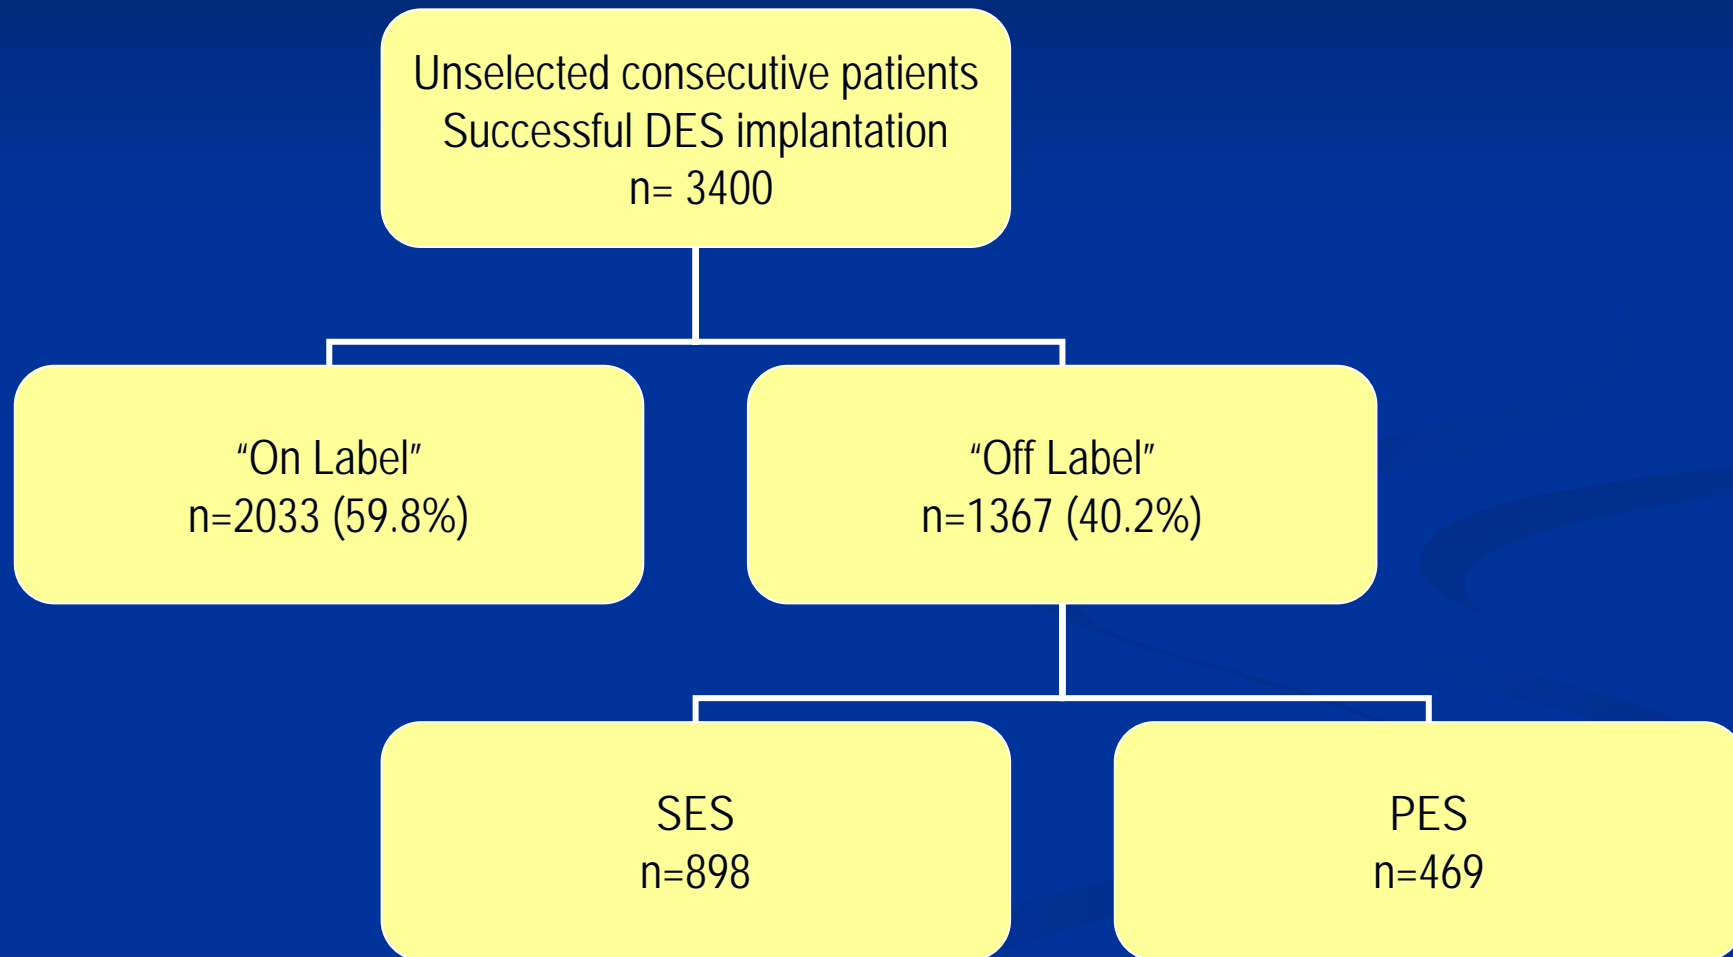 Unselected consecutive patients
Successful DES implantation
n= 3400
“On Label”
n=2033 (59.8%)
“Off Label”
n=1367 (40.2%)
SES
n=898
PES
n=469